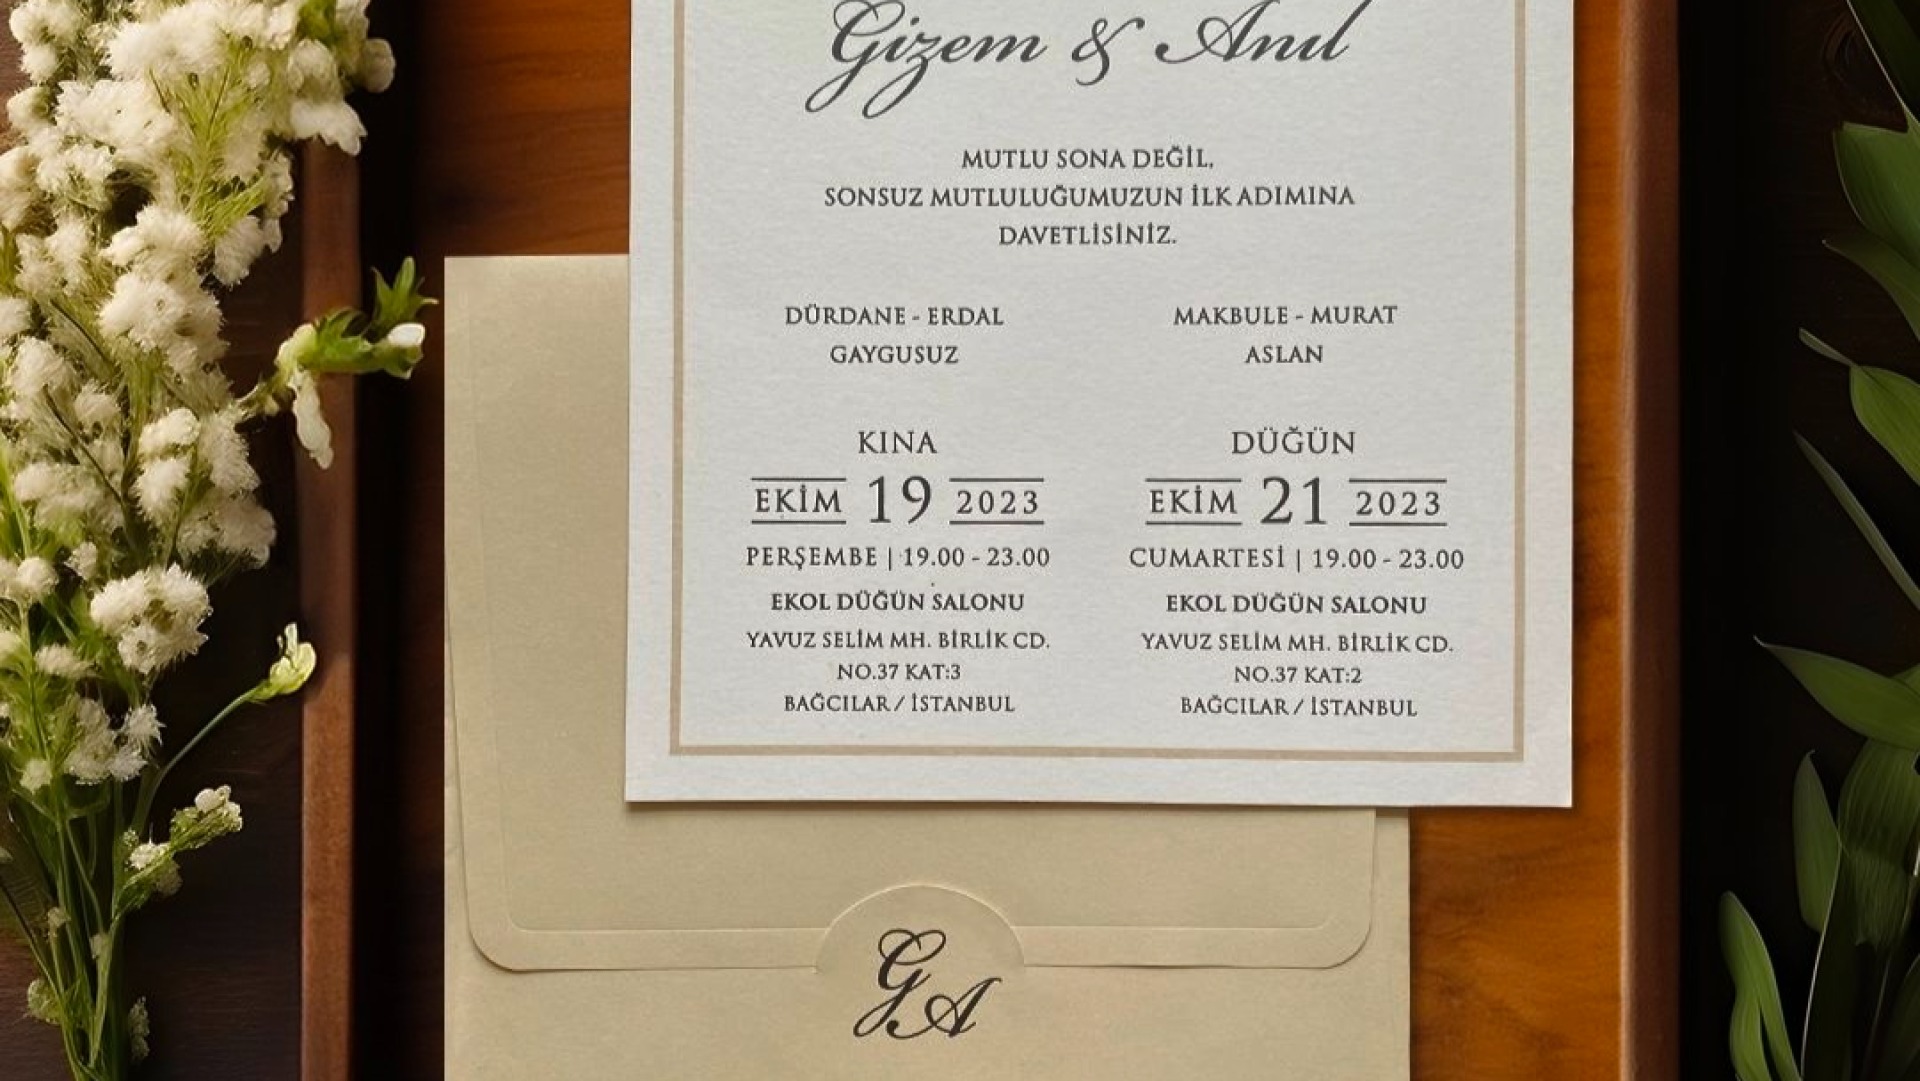 Gizem & Anıl
MUTLU SONA DEĞİL,
SONSUZ MUTLULUĞUMUZUN İLK ADIMINA
DAVETLİSİNİZ.
DÜRDANE - ERDAL
GAYGUSUZ
MAKBULE - MURAT
ASLAN
KINA
EKİM 19 2023
PERŞEMBE | 19.00 - 23.00
EKOL DÜĞÜN SALONU
YAVUZ SELİM MH. BİRLİK CD.
NO.37 KAT:3
BAĞCILAR / İSTANBUL
DÜĞÜN
EKİM 21 2023
CUMARTESİ | 19.00 - 23.00
EKOL DÜĞÜN SALONU
YAVUZ SELİM MH. BİRLİK CD.
NO.37 KAT:2
BAĞCILAR / İSTANBUL
G A